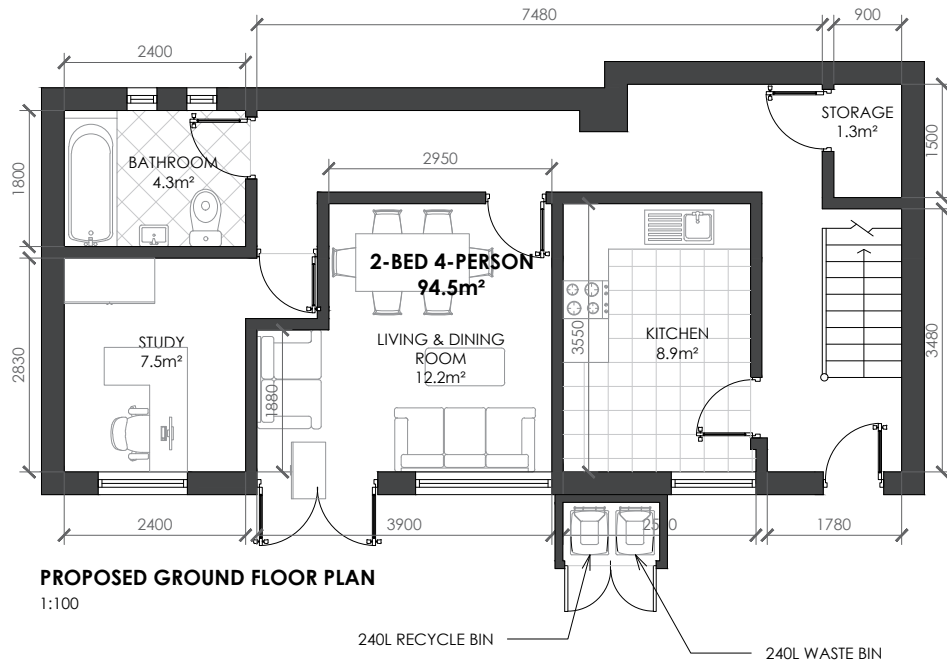 7480
900
2400
STORAGE
1.3m²
1500
1800
BATHROOM
4.3m²
2950
2-BED 4-PERSON
94.5m²
3550
KITCHEN
8.9m²
LIVING & DINING
ROOM
12.2m²
STUDY
7.5m²
2830
1880
3480
2400
3900
1780
PROPOSED GROUND FLOOR PLAN
1:100
240L RECYCLE BIN
240L WASTE BIN